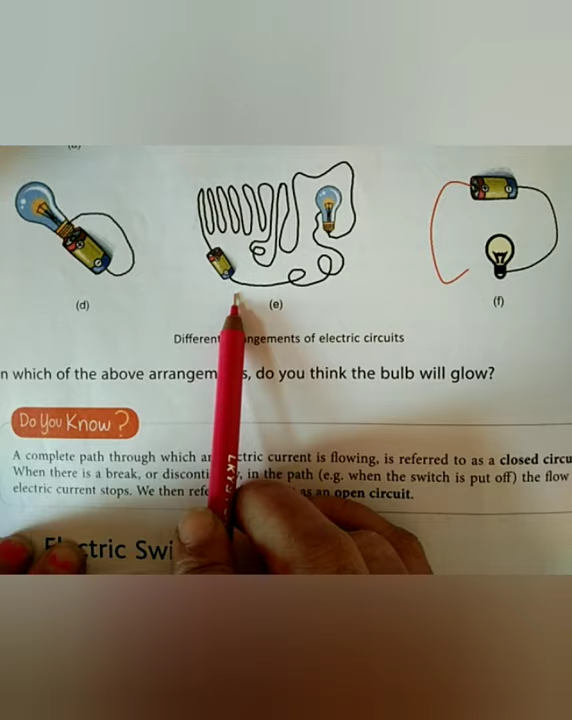 (d)
(e)
(f)
Different ngements of electric circuits
n which of the above arrangem s, do you think the bulb will glow?
Do You Know?
A complete path through which an ctric current is flowing, is referred to as a closed circu
When there is a break, or disconti , in the path (e.g. when the switch is put off) the flow
electric current stops. We then refe as an open circuit.
El ctric Swi